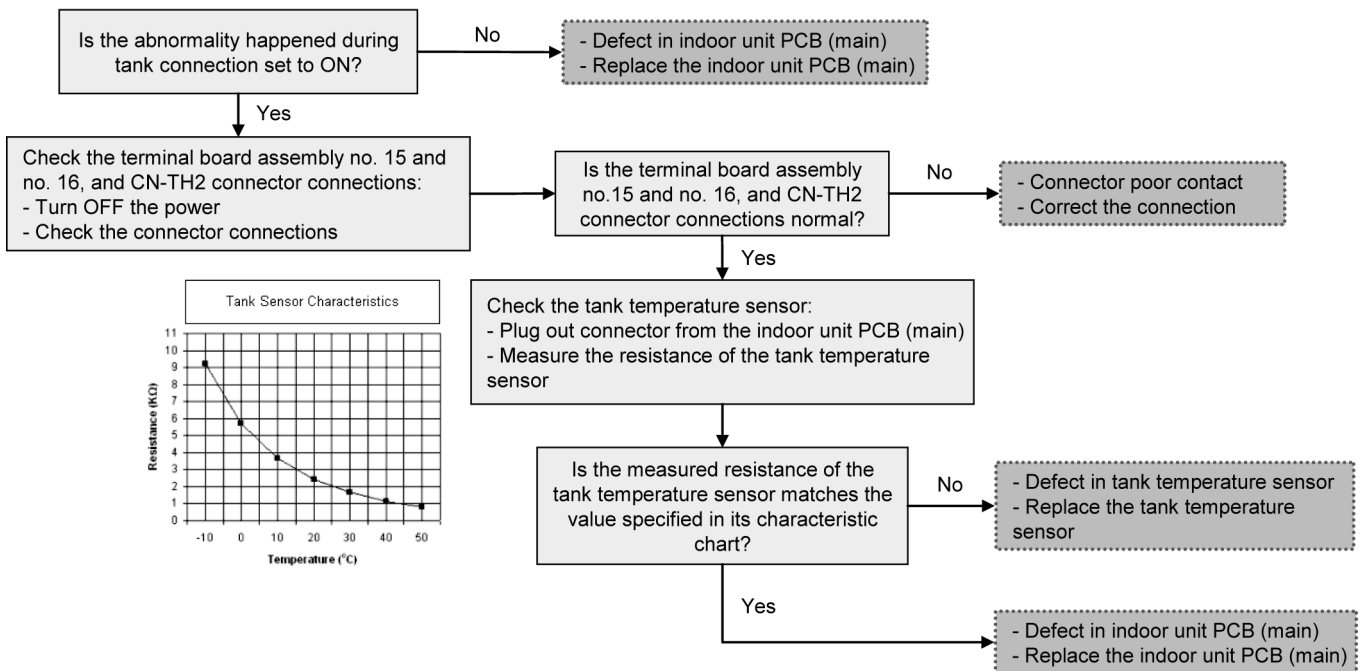 Is the abnormality happened during
tank connection set to ON?
No
- Defect in indoor unit PCB (main)
- Replace the indoor unit PCB (main)
Yes
Check the terminal board assembly no. 15 and
no. 16, and CN-TH2 connector connections:
- Turn OFF the power
- Check the connector connections
Is the terminal board assembly
no.15 and no. 16, and CN-TH2
connector connections normal?
No
- Connector poor contact
- Correct the connection
Yes
Check the tank temperature sensor:
- Plug out connector from the indoor unit PCB (main)
- Measure the resistance of the tank temperature
sensor
Tank Sensor Characteristics
Resistance (KΩ)
11
10
9
8
7
6
5
4
3
2
1
0
-10 0 10 20 30 40 50
Temperature (°C)
Is the measured resistance of the
tank temperature sensor matches the
value specified in its characteristic
chart?
No
- Defect in tank temperature sensor
- Replace the tank temperature
sensor
Yes
- Defect in indoor unit PCB (main)
- Replace the indoor unit PCB (main)